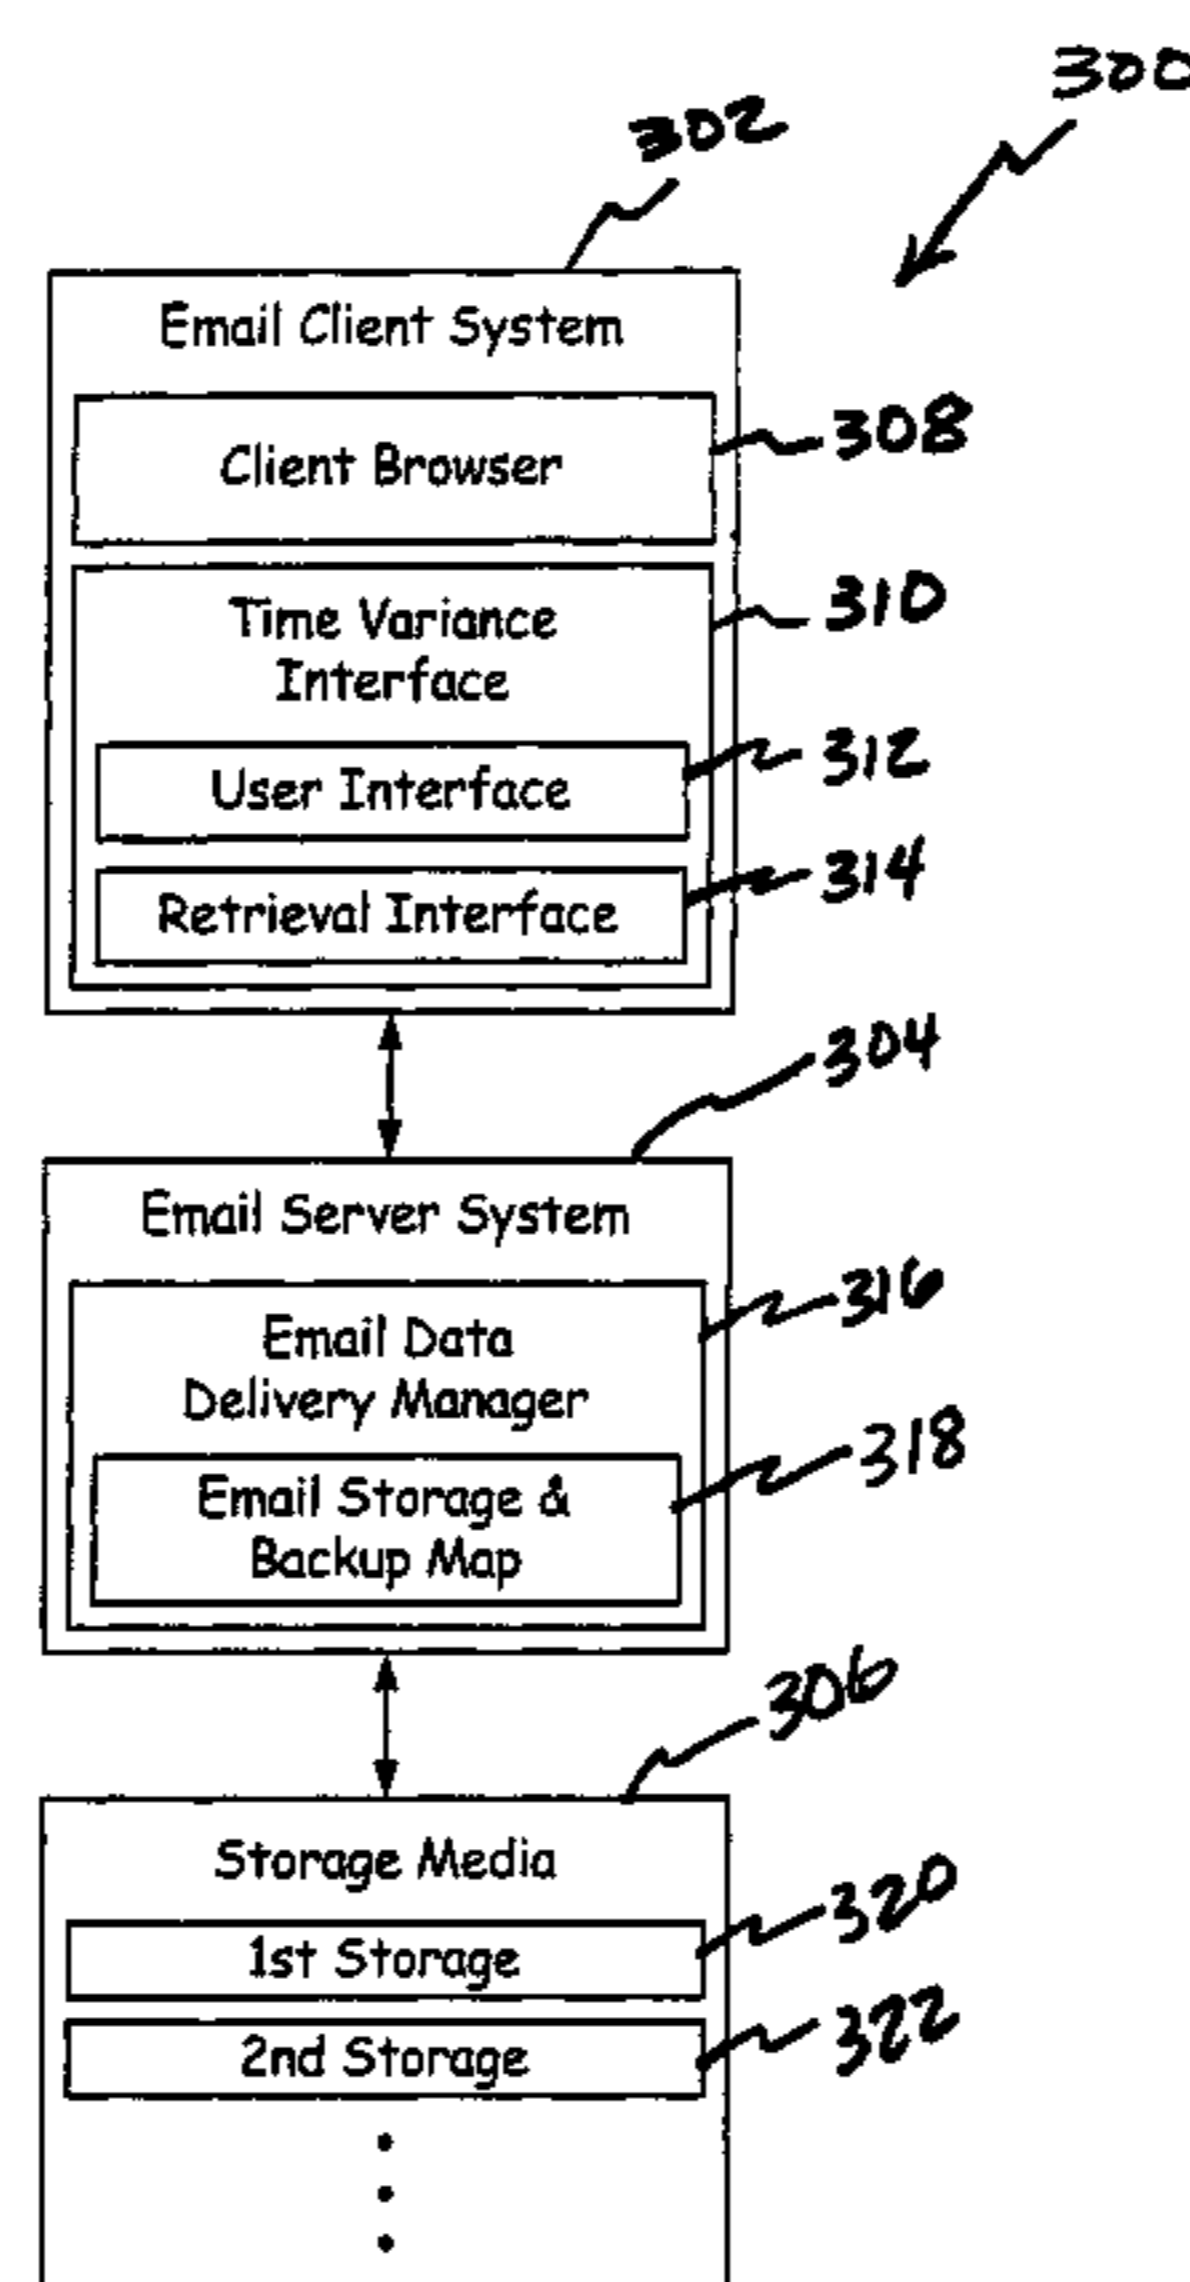 300
302
Email Client System
Client Browser
308
Time Variance
Interface
310
User Interface
312
Retrieval Interface
314
304
Email Server System
Email Data
Delivery Manager
316
Email Storage &
Backup Map
318
306
Storage Media
1st Storage
320
2nd Storage
322